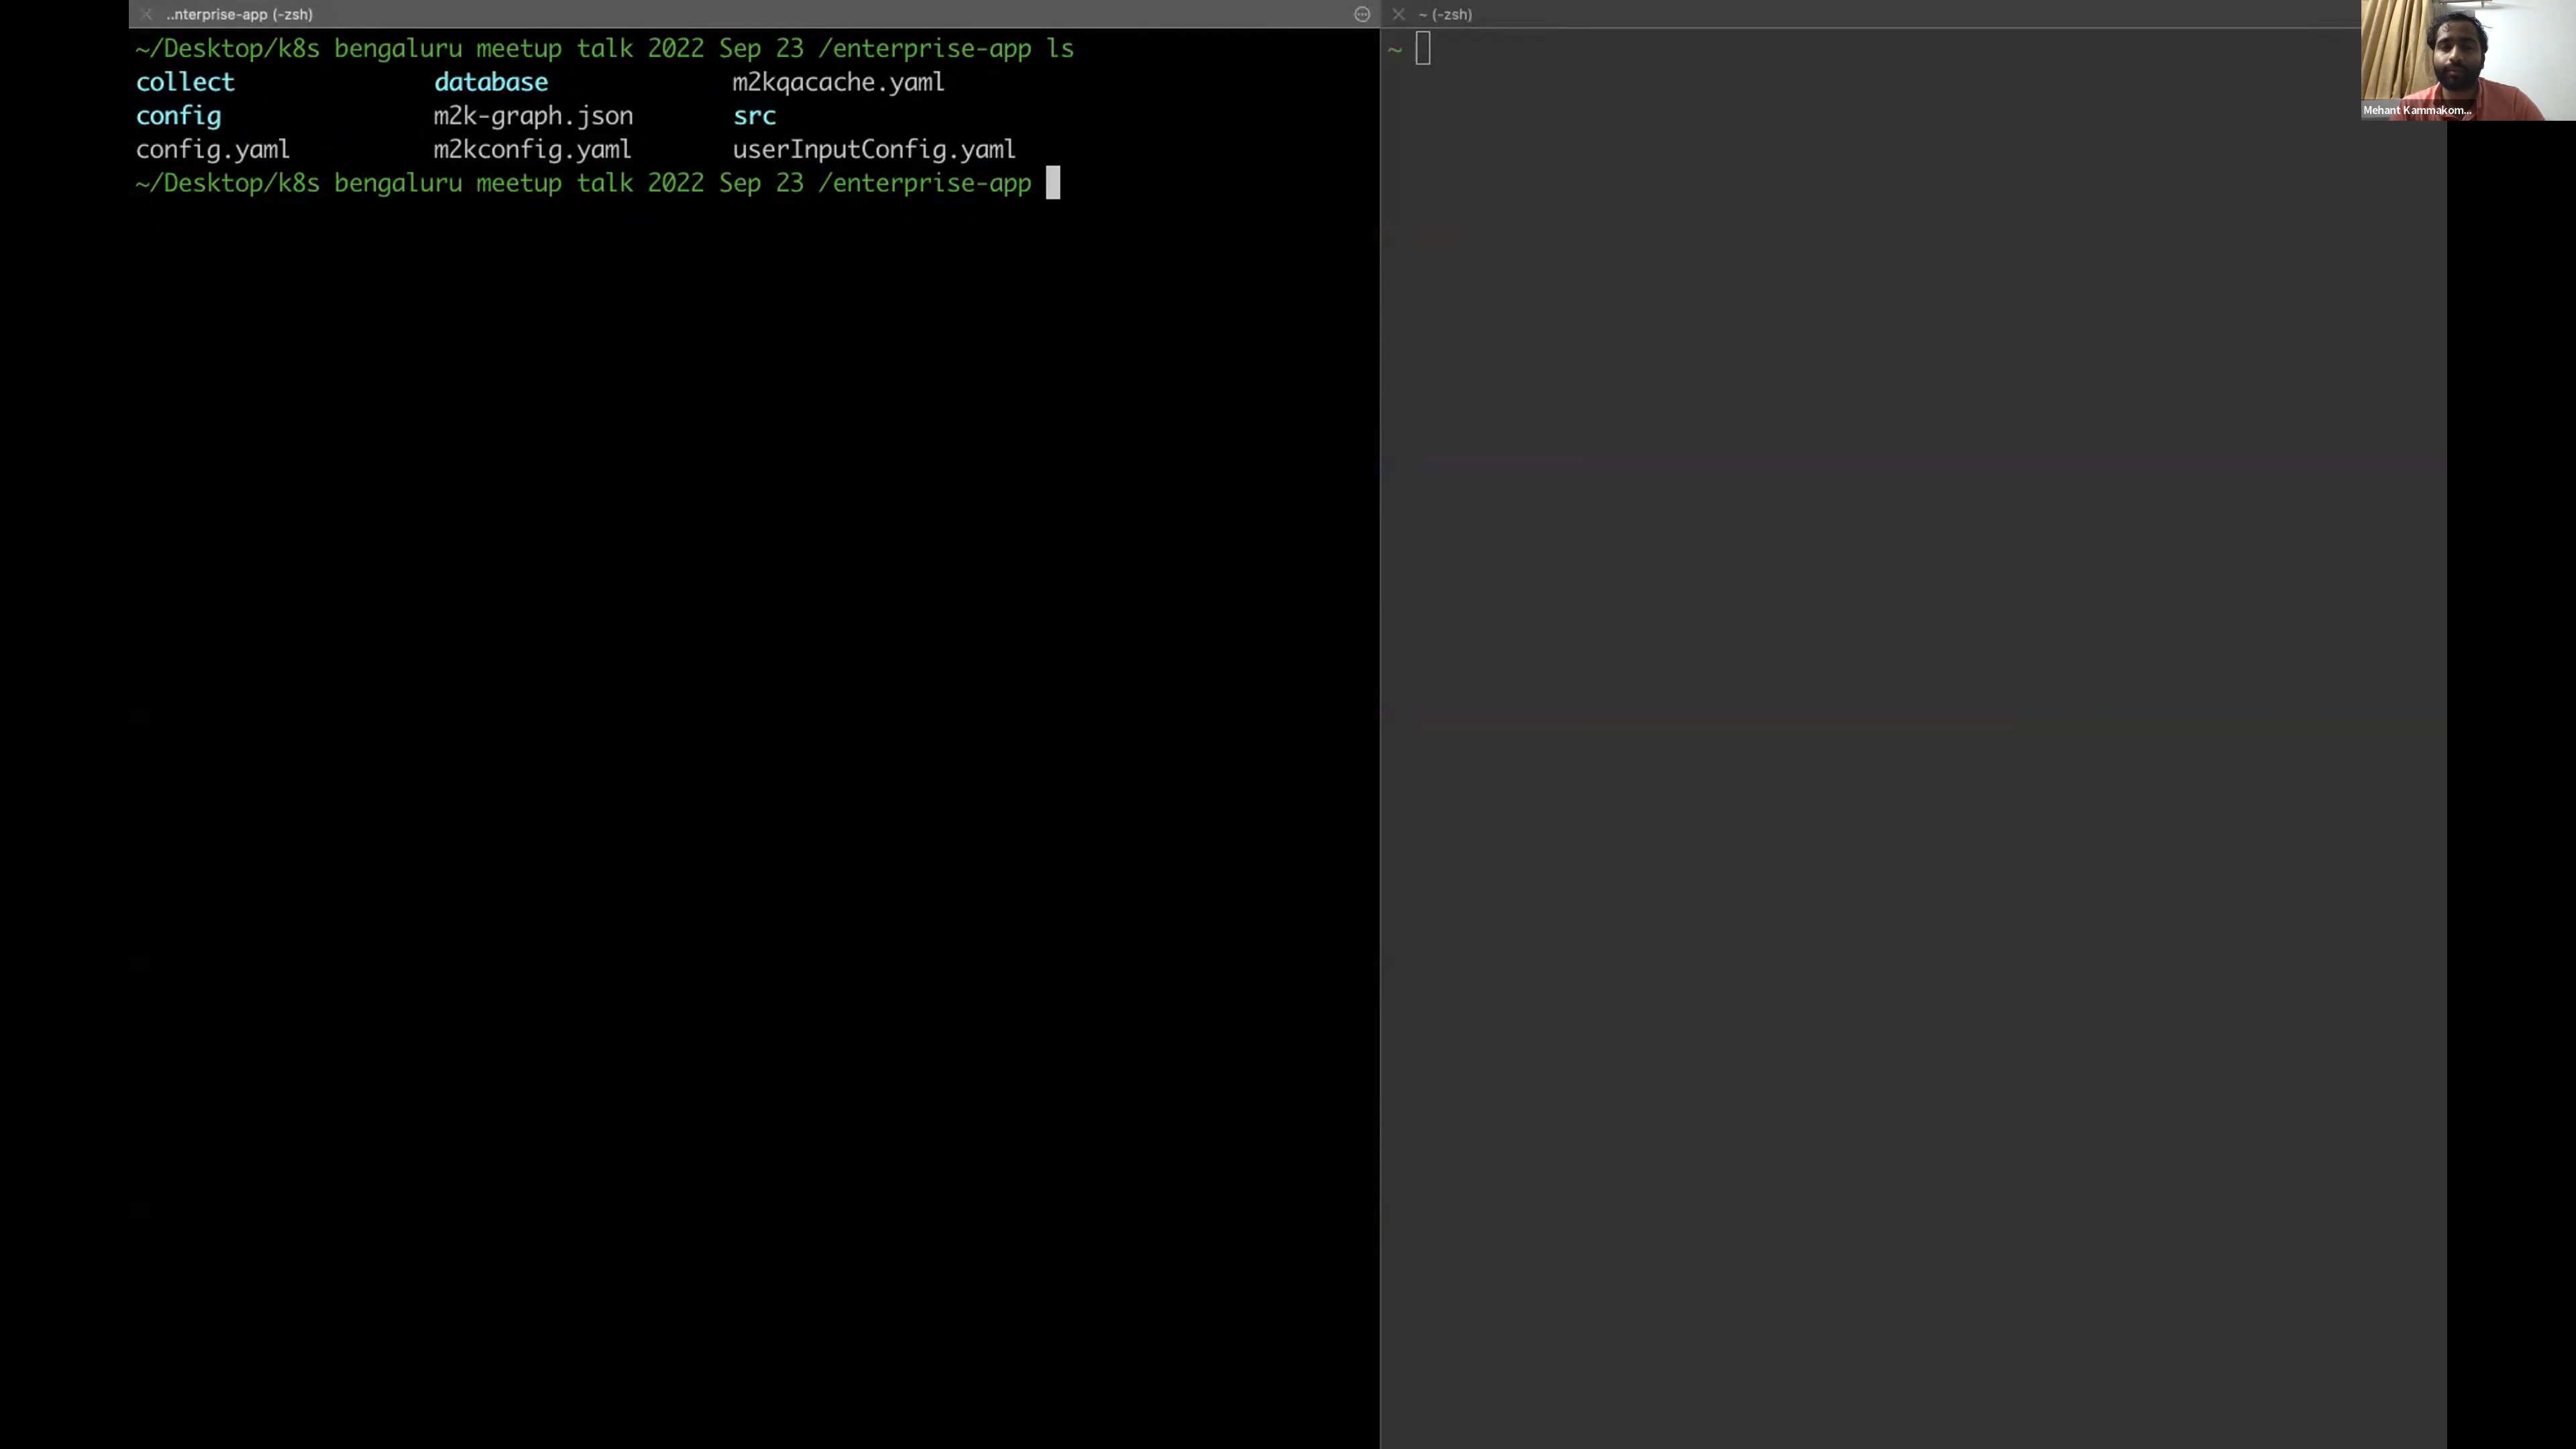 ..nterprise-app (-zsh)
~/Desktop/k8s bengaluru meetup talk 2022 Sep 23 /enterprise-app ls
collect database m2kqacache.yaml
config m2k-graph.json src
config.yaml m2kconfig.yaml userInputConfig.yaml
~/Desktop/k8s bengaluru meetup talk 2022 Sep 23 /enterprise-app
~ (-zsh)
~
Mehant Kammakom...